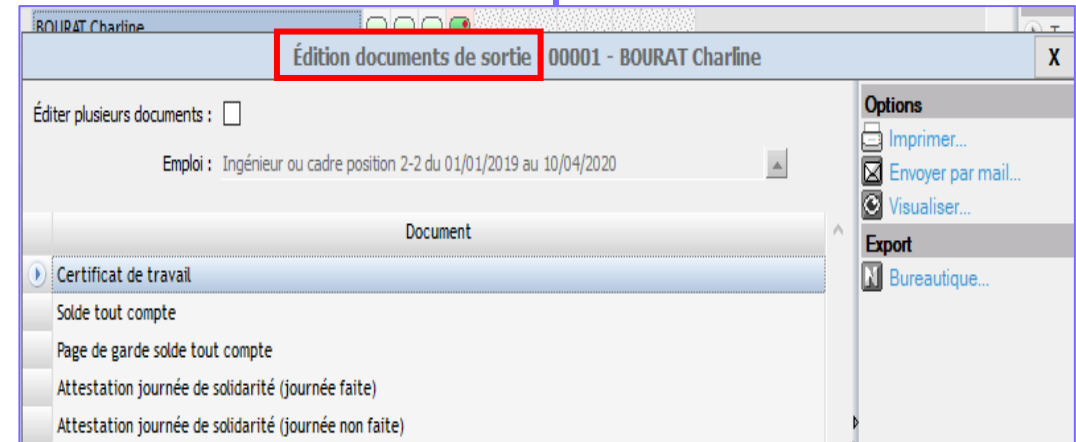 BOURAT Charline
Édition documents de sortie 00001 - BOURAT Charline X
Éditer plusieurs documents :
Emploi : Ingénieur ou cadre position 2-2 du 01/01/2019 au 10/04/2020
Document
Certificat de travail
Solde tout compte
Page de garde solde tout compte
Attestation journée de solidarité (journée faite)
Attestation journée de solidarité (journée non faite)
Options
Imprimer...
Envoyer par mail...
Visualiser...
Export
Bureautique...